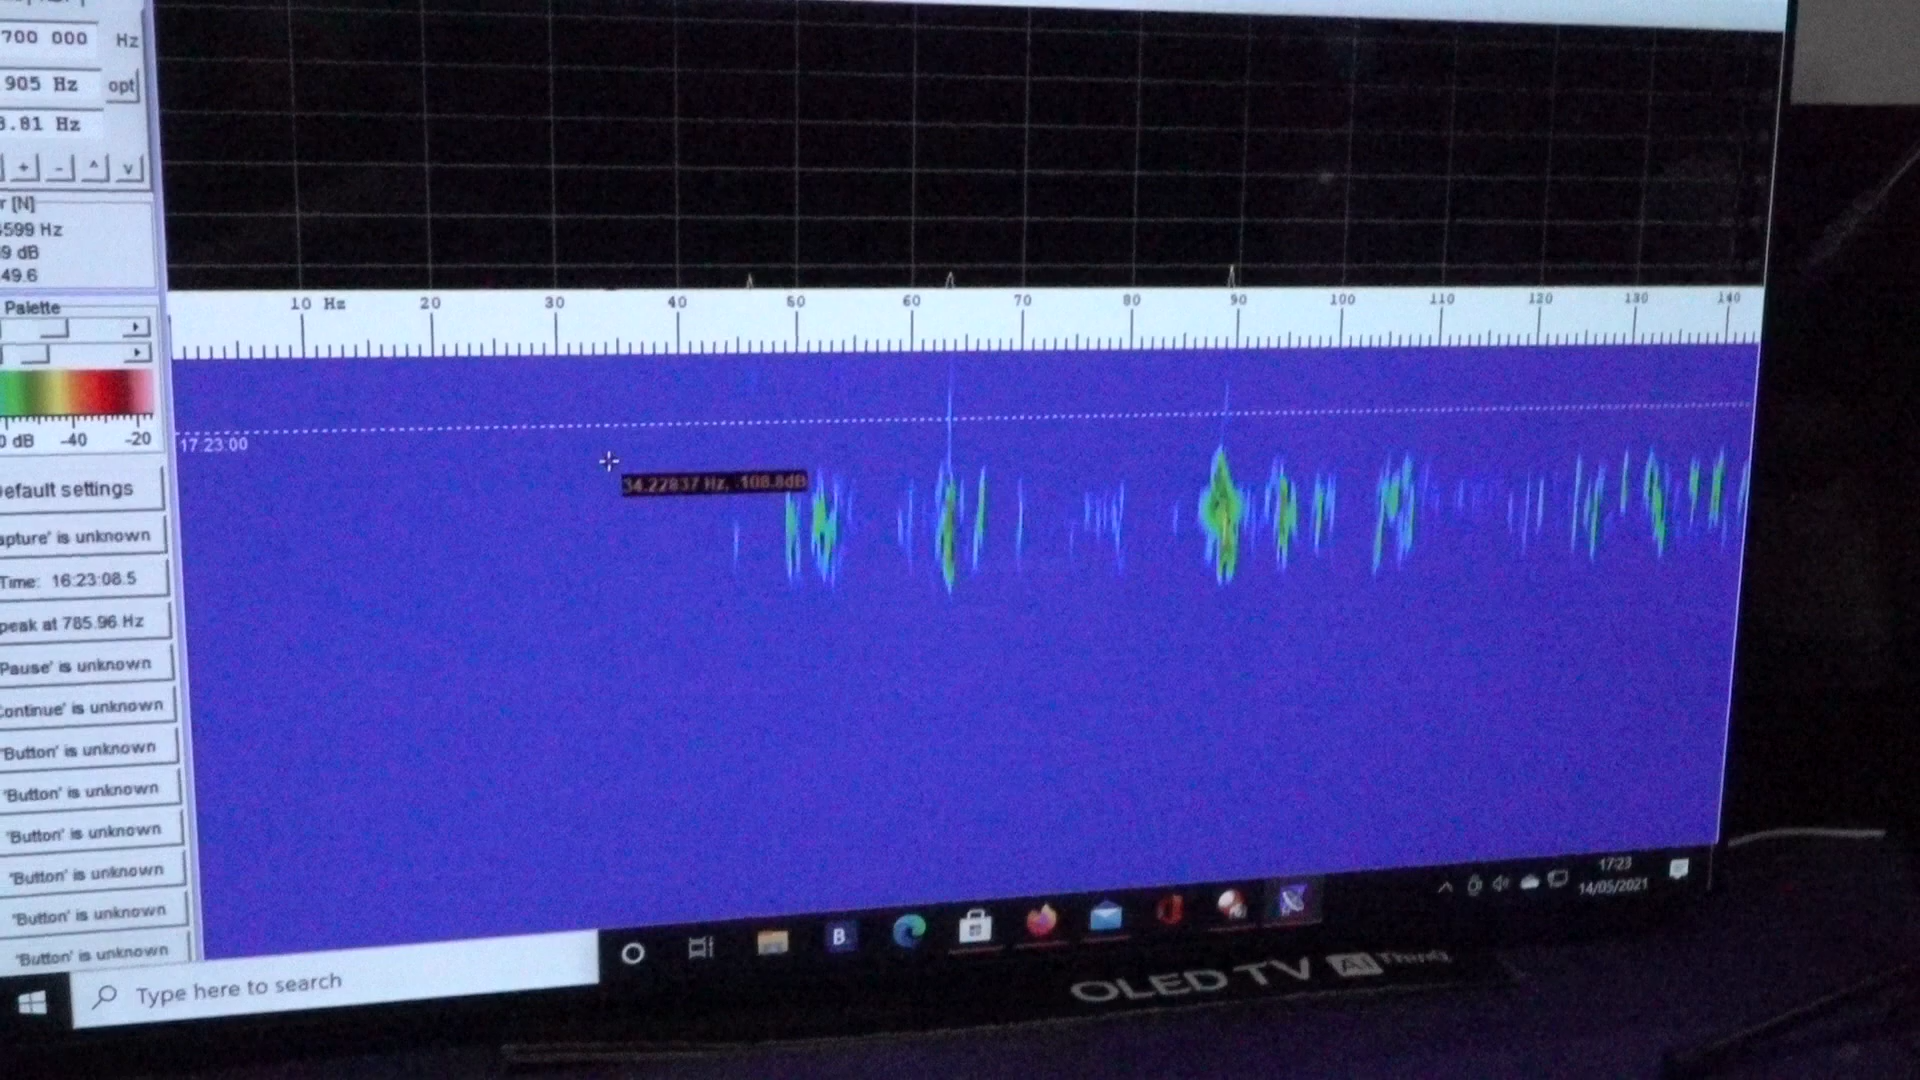 700 000 Hz
905 Hz opt
3.81 Hz
+ - ^ v
r [N]
599 Hz
9 dB
49.6
Palette
0 dB -40 -20
efault settings
apture' is unknown
Time: 16:23:08.5
peak at 785.96 Hz
'Pause' is unknown
Continue' is unknown
'Button' is unknown
'Button' is unknown
'Button' is unknown
'Button' is unknown
'Button' is unknown
'Button' is unknown
10 Hz 20 30 40 50 60 70 80 90 100 110 120 130 140
17:23:00
34.22837 Hz, -108.8dB
Type here to search
B
17:23
14/05/2021
OLED TV AI ThinQ